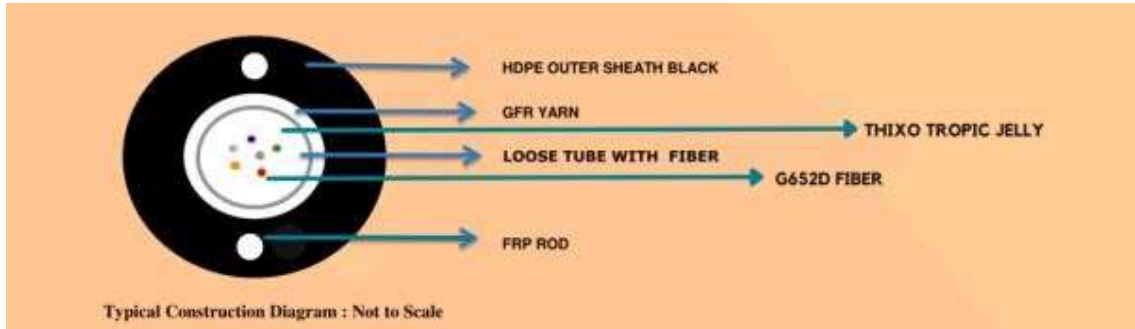 HDPE OUTER SHEATH BLACK
GFR YARN
THIXO TROPIC JELLY
LOOSE TUBE WITH FIBER
G652D FIBER
FRP ROD
Typical Construction Diagram : Not to Scale